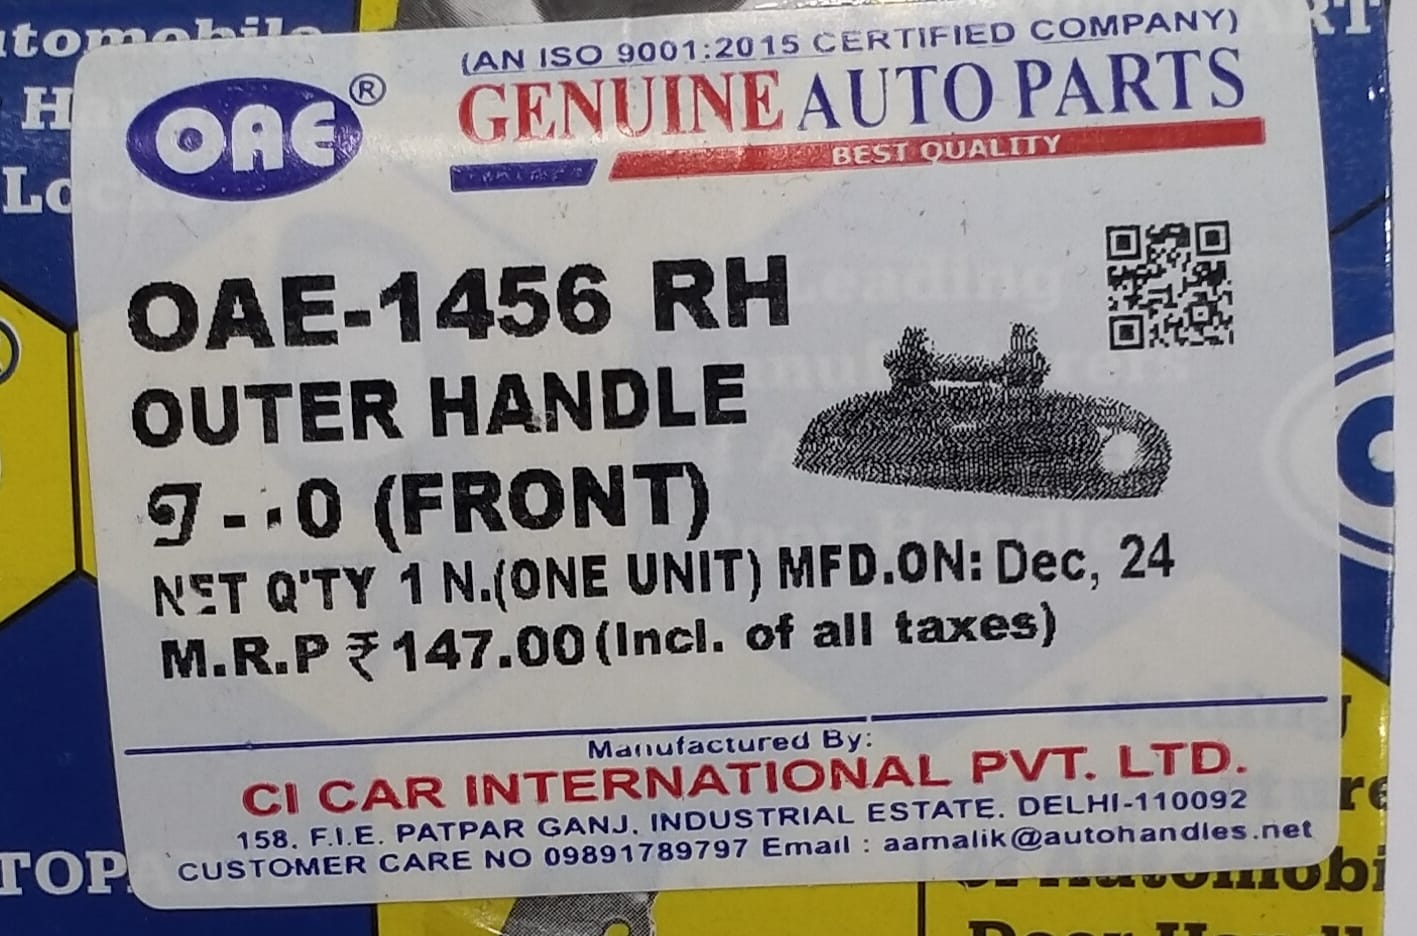 OAE ®
(AN ISO 9001:2015 CERTIFIED COMPANY)
GENUINE AUTO PARTS
BEST QUALITY
OAE-1456 RH
OUTER HANDLE
(FRONT)
NET Q'TY 1 N.(ONE UNIT) MFD.ON: Dec, 24
M.R.P ₹ 147.00 (Incl. of all taxes)
Manufactured By:
CI CAR INTERNATIONAL PVT. LTD.
158, F.I.E. PATPAR GANJ, INDUSTRIAL ESTATE. DELHI-110092
CUSTOMER CARE NO 09891789797 Email : aamalik@autohandles.net